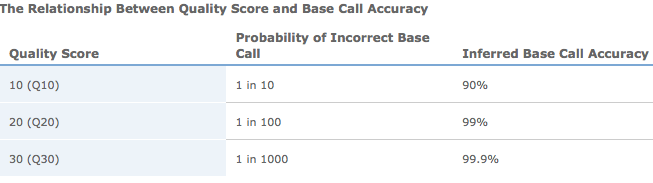 The Relationship Between Quality Score and Base Call Accuracy
Quality Score Probability of Incorrect Base Call Inferred Base Call Accuracy
10 (Q10) 1 in 10 90%
20 (Q20) 1 in 100 99%
30 (Q30) 1 in 1000 99.9%